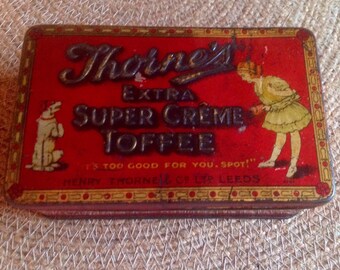 Thorne's
EXTRA
SUPER CRÈME
TOFFEE
"IT'S TOO GOOD FOR YOU, SPOT!"
HENRY THORNE & CO LTD. LEEDS